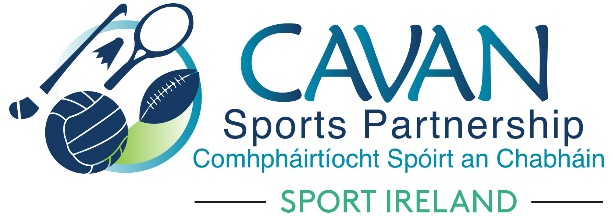 CAVAN
Sports Partnership
Comhpháirtíocht Spóirt an Chabháin
SPORT IRELAND